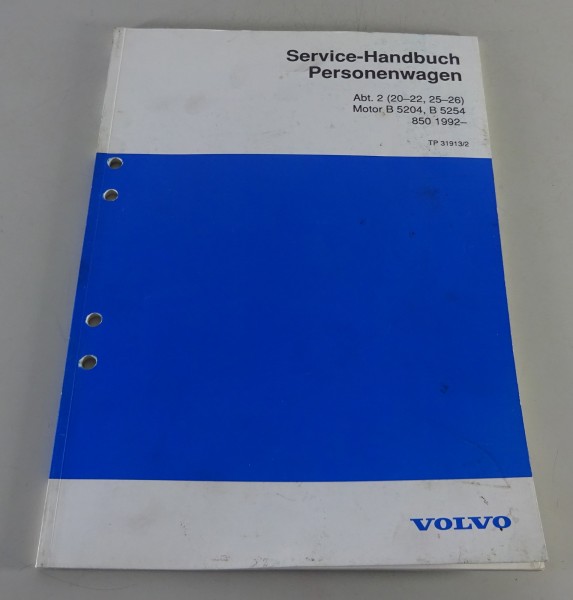 Service-Handbuch
Personenwagen
Abt. 2 (20–22, 25–26)
Motor B 5204, B 5254
850 1992–
TP 31913/2
VOLVO